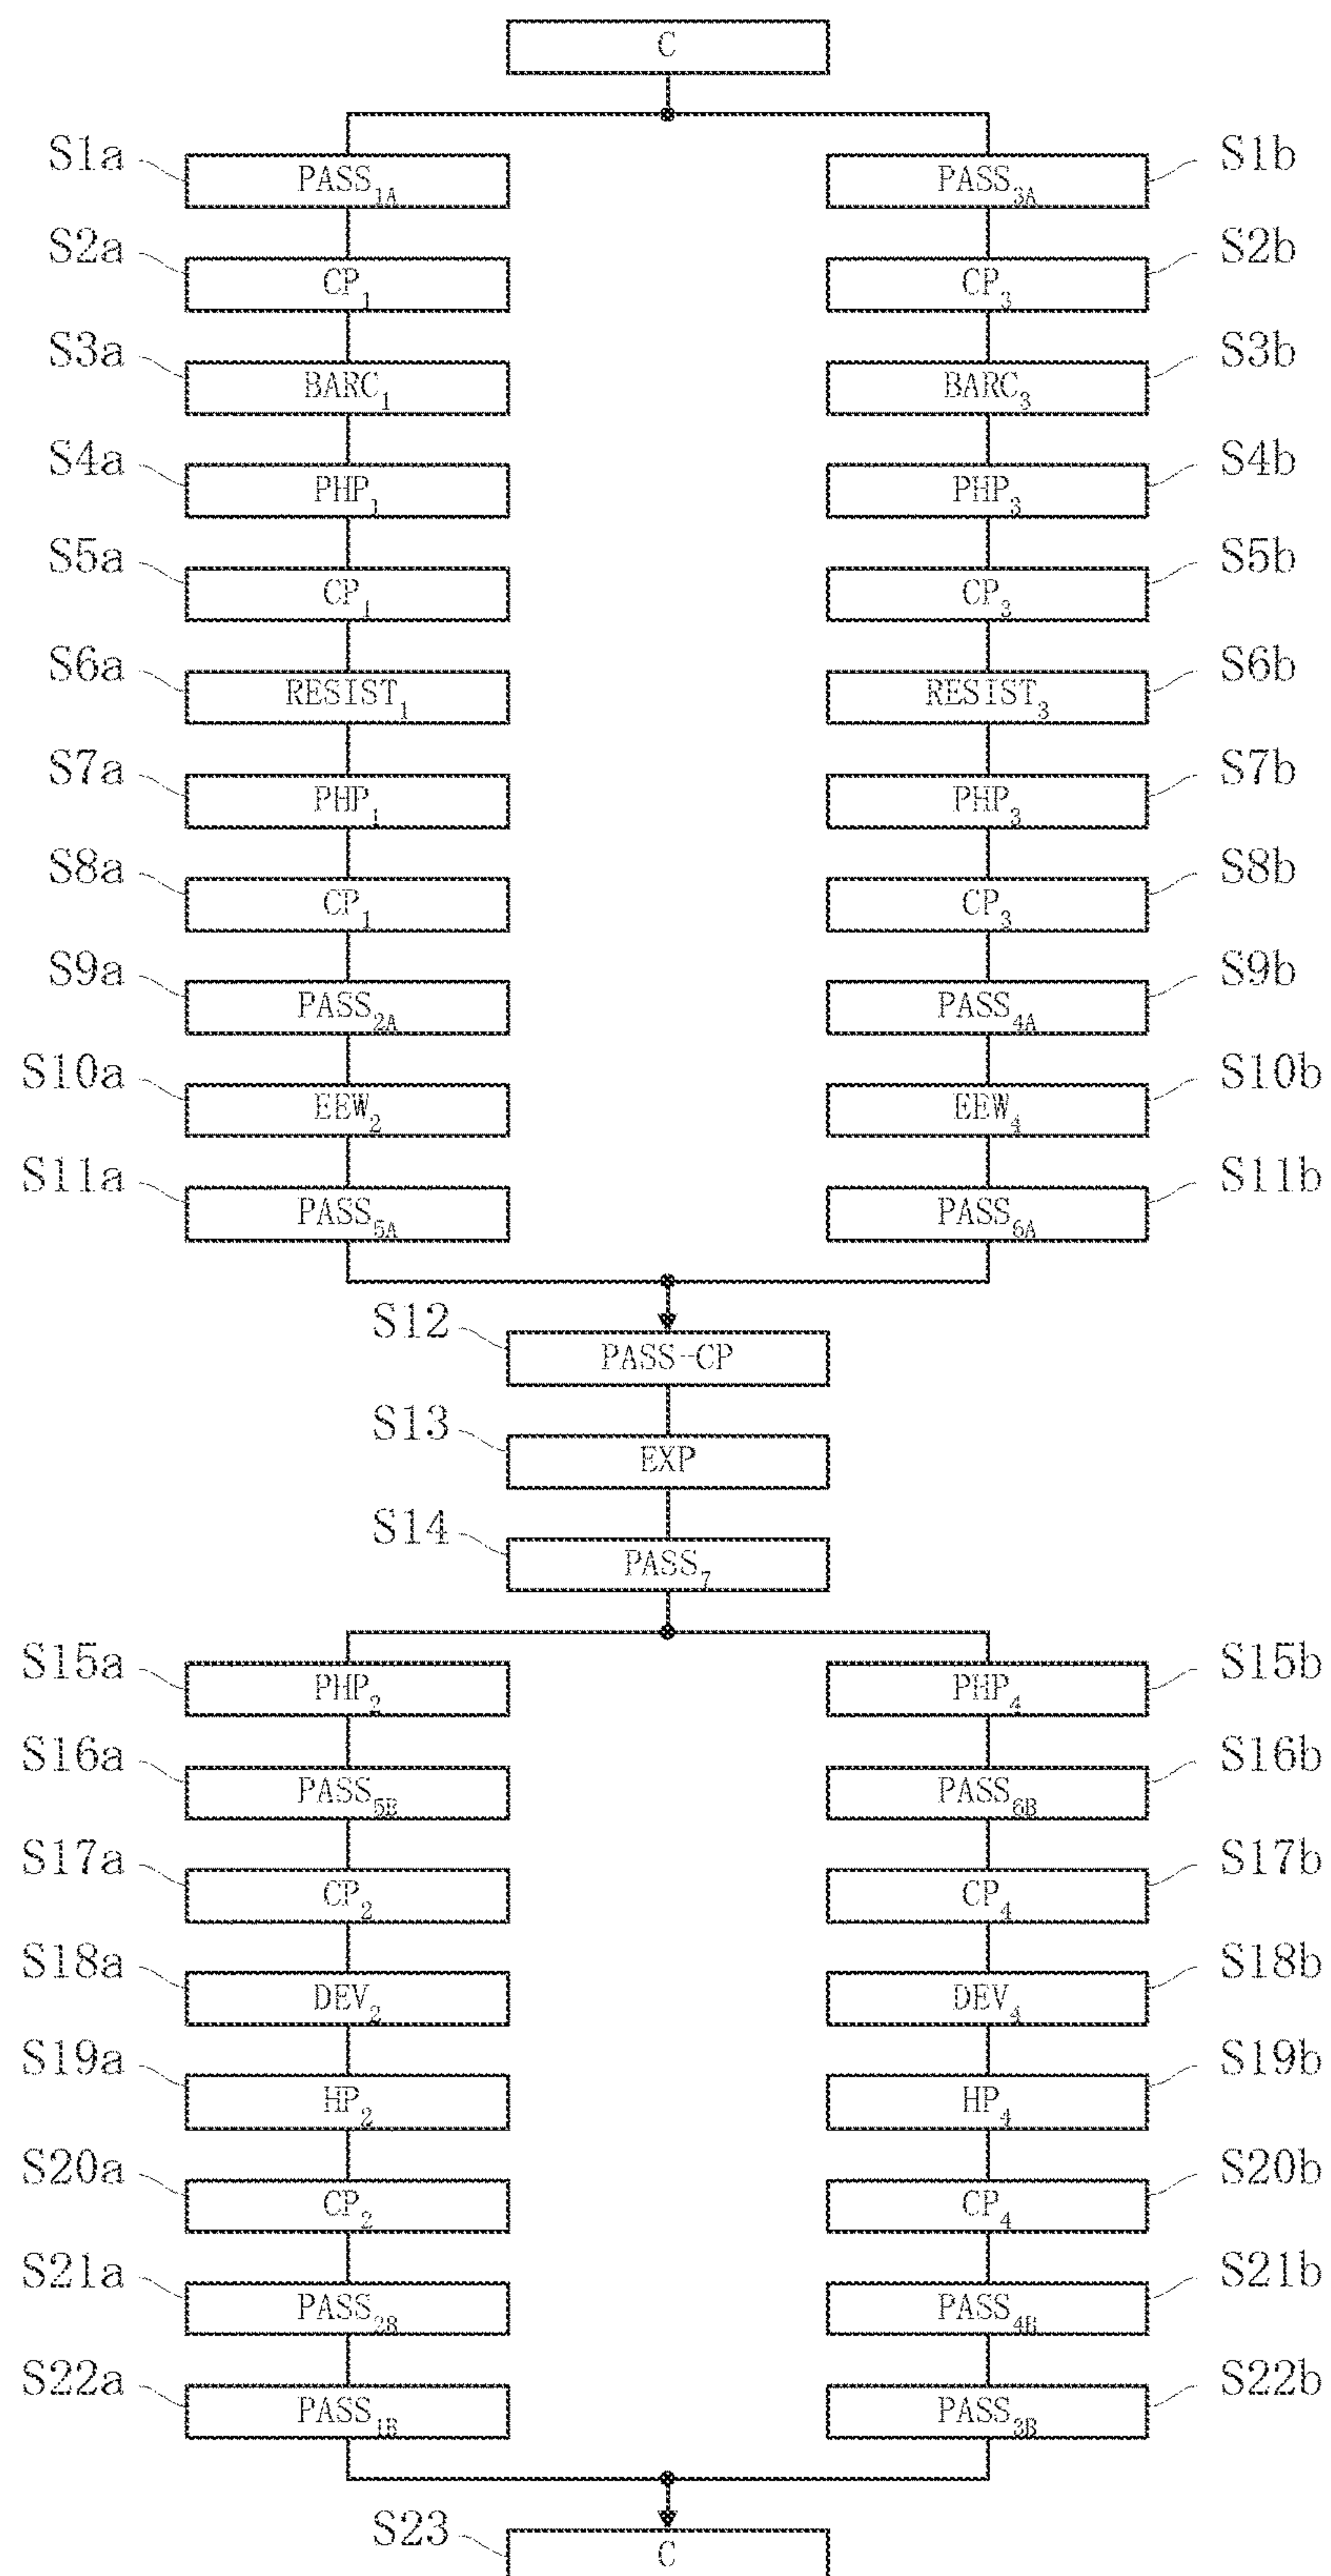 C
S1a PASS1A PASS3A S1b
S2a CP1 CP3 S2b
S3a BARC1 BARC3 S3b
S4a PHP1 PHP3 S4b
S5a CP1 CP3 S5b
S6a RESIST1 RESIST3 S6b
S7a PHP1 PHP3 S7b
S8a CP1 CP3 S8b
S9a PASS2A PASS4A S9b
S10a EEW2 EEW4 S10b
S11a PASS5A PASS6A S11b
S12 PASS-CP
S13 EXP
S14 PASS7
S15a PHP2 PHP4 S15b
S16a PASS5B PASS6B S16b
S17a CP2 CP4 S17b
S18a DEV2 DEV4 S18b
S19a HP2 HP4 S19b
S20a CP2 CP4 S20b
S21a PASS2B PASS4B S21b
S22a PASS1B PASS3B S22b
S23 C